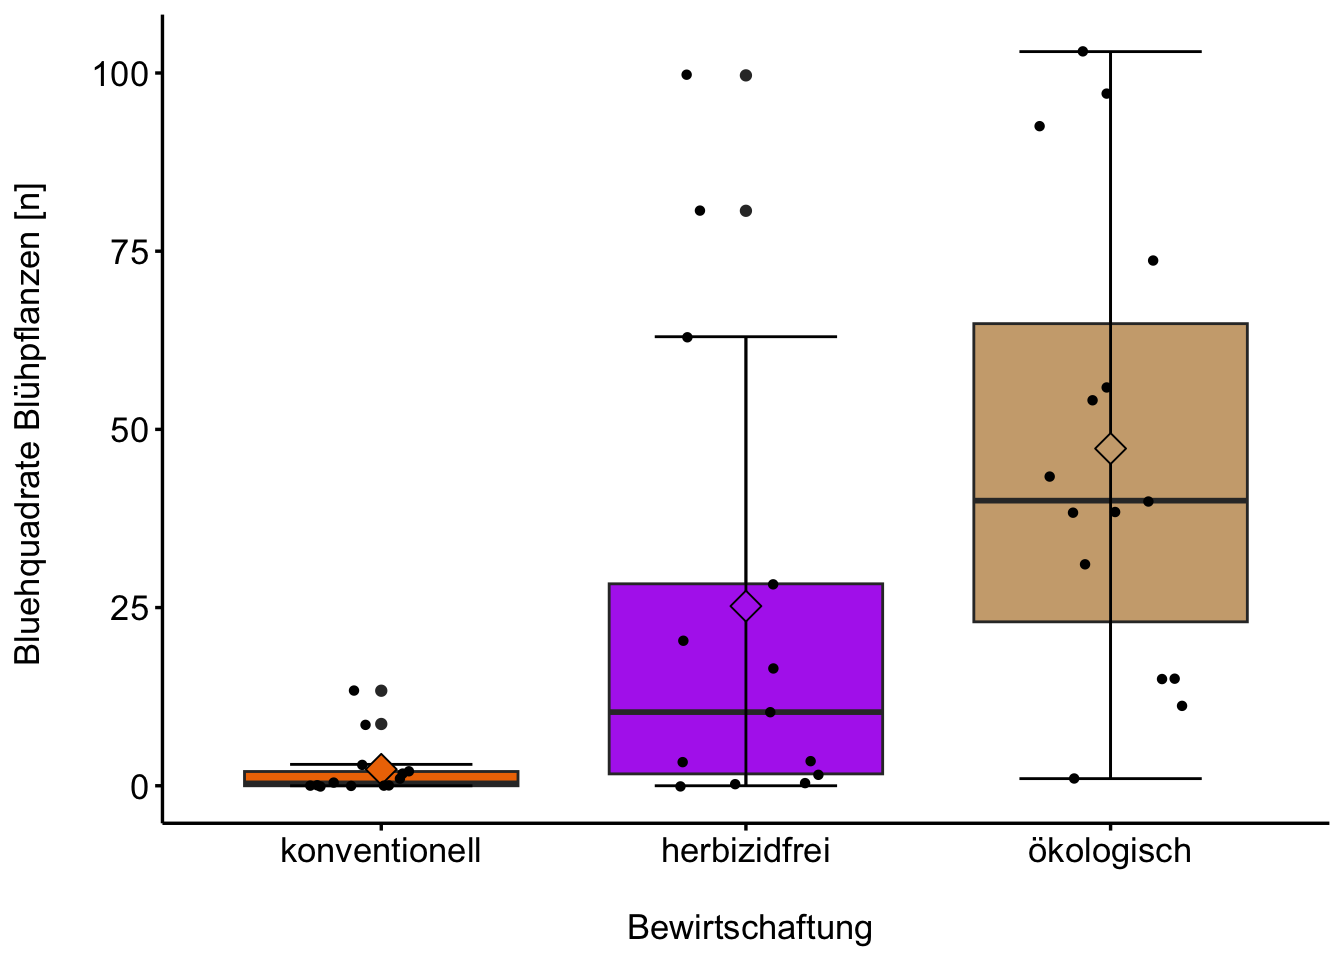 Bluehquadrate Blühpflanzen [n]
100
75
50
25
0
konventionell herbizidfrei ökologisch
Bewirtschaftung